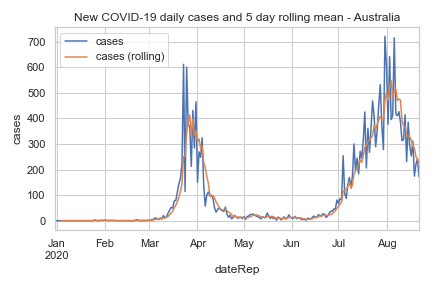 New COVID-19 daily cases and 5 day rolling mean - Australia
cases
cases (rolling)
700
600
500
400
300
200
100
0
cases
Jan
2020
Feb
Mar
Apr
May
Jun
Jul
Aug
dateRep